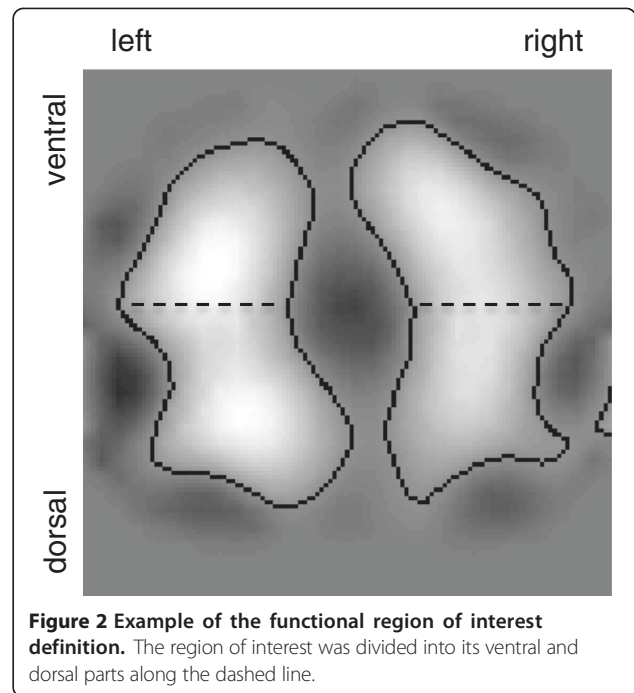 left right
ventral
dorsal
Figure 2 Example of the functional region of interest
definition. The region of interest was divided into its ventral and
dorsal parts along the dashed line.